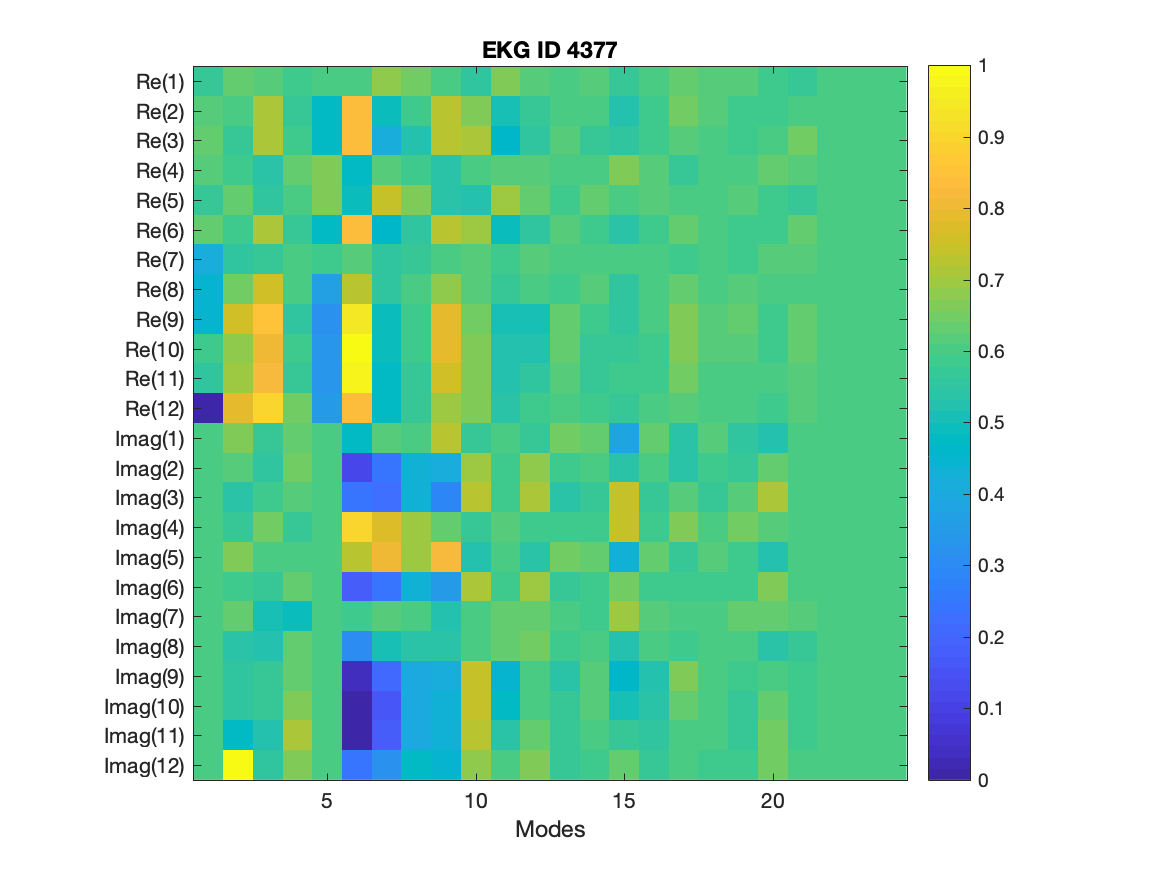 EKG ID 4377
Re(1)
Re(2)
Re(3)
Re(4)
Re(5)
Re(6)
Re(7)
Re(8)
Re(9)
Re(10)
Re(11)
Re(12)
Imag(1)
Imag(2)
Imag(3)
Imag(4)
Imag(5)
Imag(6)
Imag(7)
Imag(8)
Imag(9)
Imag(10)
Imag(11)
Imag(12)
5 10 15 20
Modes
1
0.9
0.8
0.7
0.6
0.5
0.4
0.3
0.2
0.1
0